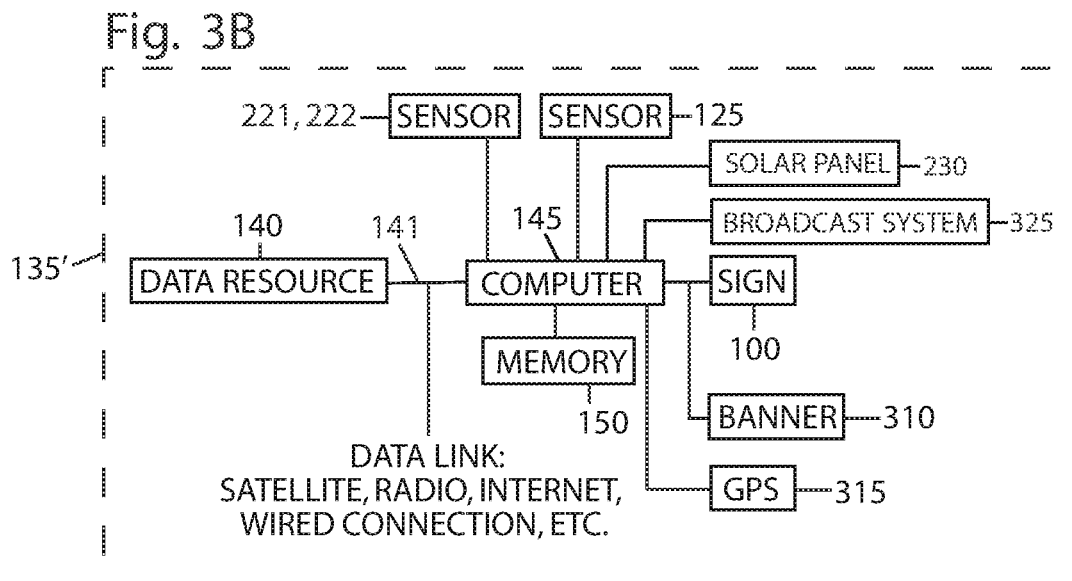 Fig. 3B
221, 222 SENSOR
SENSOR 125
SOLAR PANEL 230
BROADCAST SYSTEM 325
140
141
145
135'
DATA RESOURCE
COMPUTER
SIGN
100
MEMORY
150
BANNER 310
DATA LINK:
SATELLITE, RADIO, INTERNET,
WIRED CONNECTION, ETC.
GPS 315